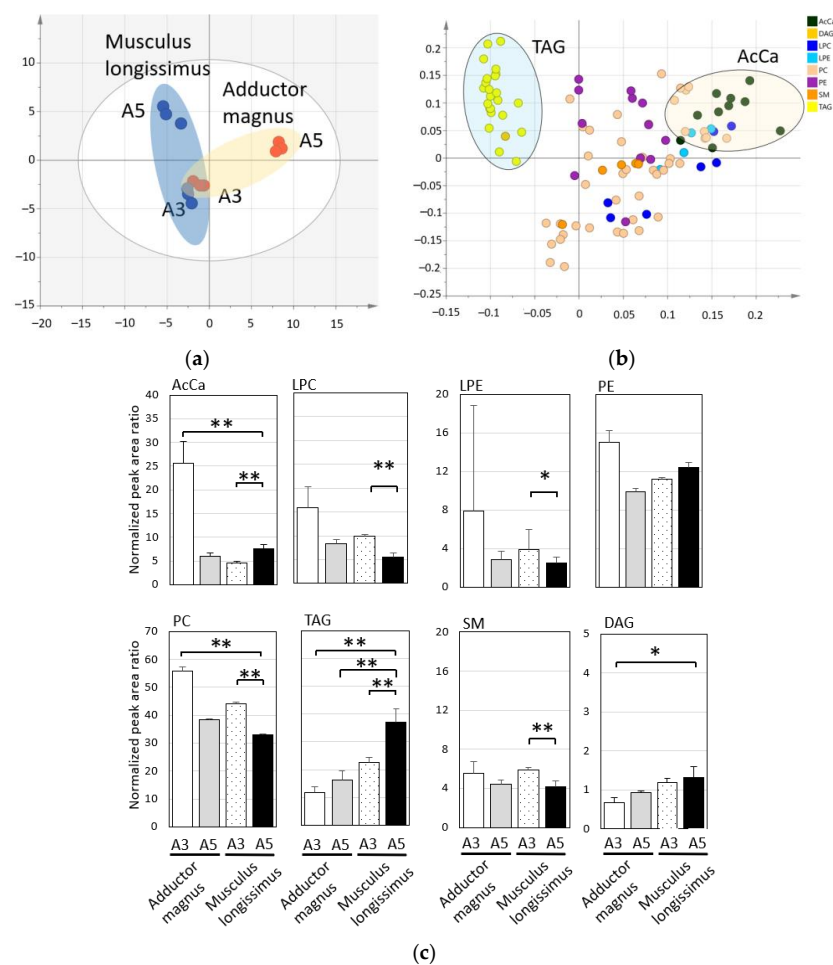 Musculus
longissimus
A5
A3
Adductor
magnus
A5
A3
10
5
0
−5
−10
−15
−20 −15 −10 −5 0 5 10 15
(a)
TAG
AcCa
AcCa
DAG
LPC
LPE
PC
PE
SM
TAG
0.2
0.15
0.1
0.05
0
−0.05
−0.1
−0.15
−0.2
−0.25
−0.15 −0.1 −0.05 0 0.05 0.1 0.15 0.2
(b)
AcCa
Normalized peak area ratio
40
35
30
25
20
15
10
5
0
**
**
LPC
**
LPE
20
16
12
8
4
0
*
PE
PC
Normalized peak area ratio
70
60
50
40
30
20
10
0
**
**
TAG
**
**
**
SM
20
16
12
8
4
0
**
DAG
5
4
3
2
1
0
*
A3 A5 A3 A5
Adductor
magnus
Musculus
longissimus
A3 A5 A3 A5
Adductor
magnus
Musculus
longissimus
A3 A5 A3 A5
Adductor
magnus
Musculus
longissimus
A3 A5 A3 A5
Adductor
magnus
Musculus
longissimus
(c)